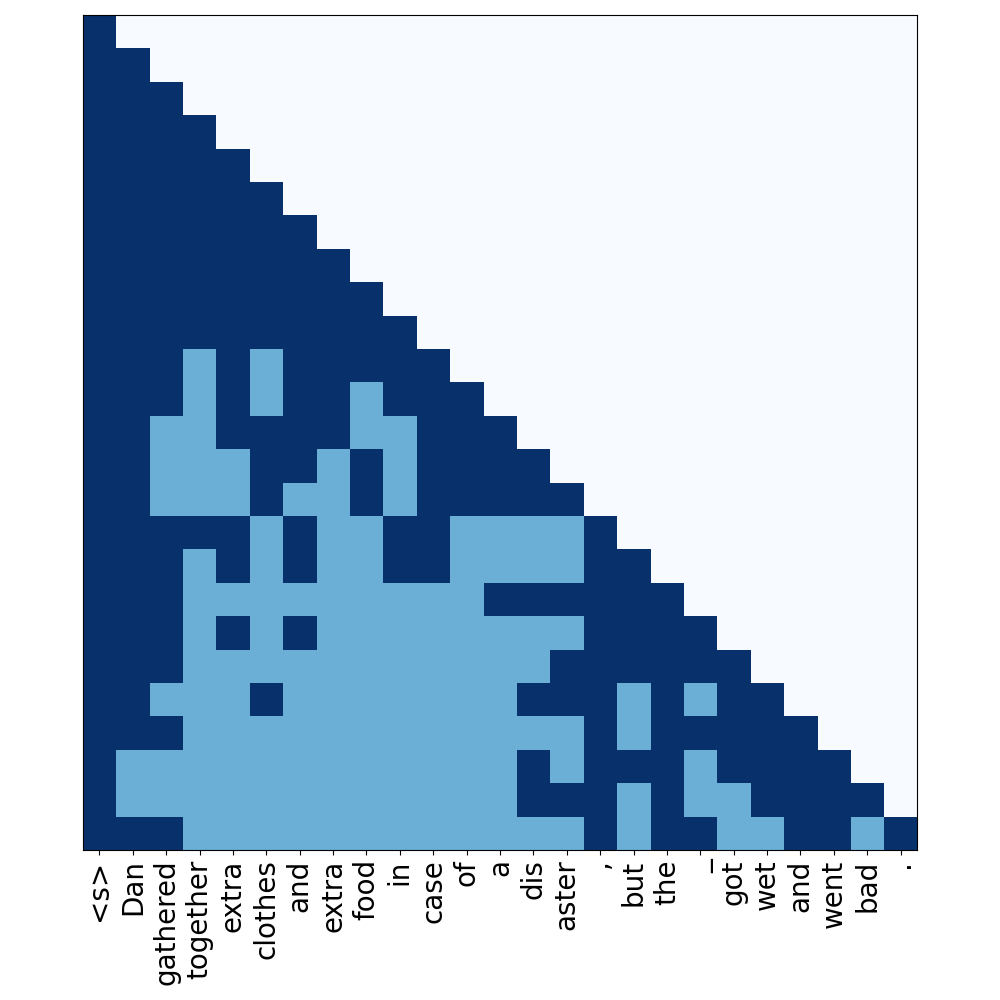 <s> Dan gathered together extra clothes and extra food in case of a dis aster , but the _ got wet and went bad .